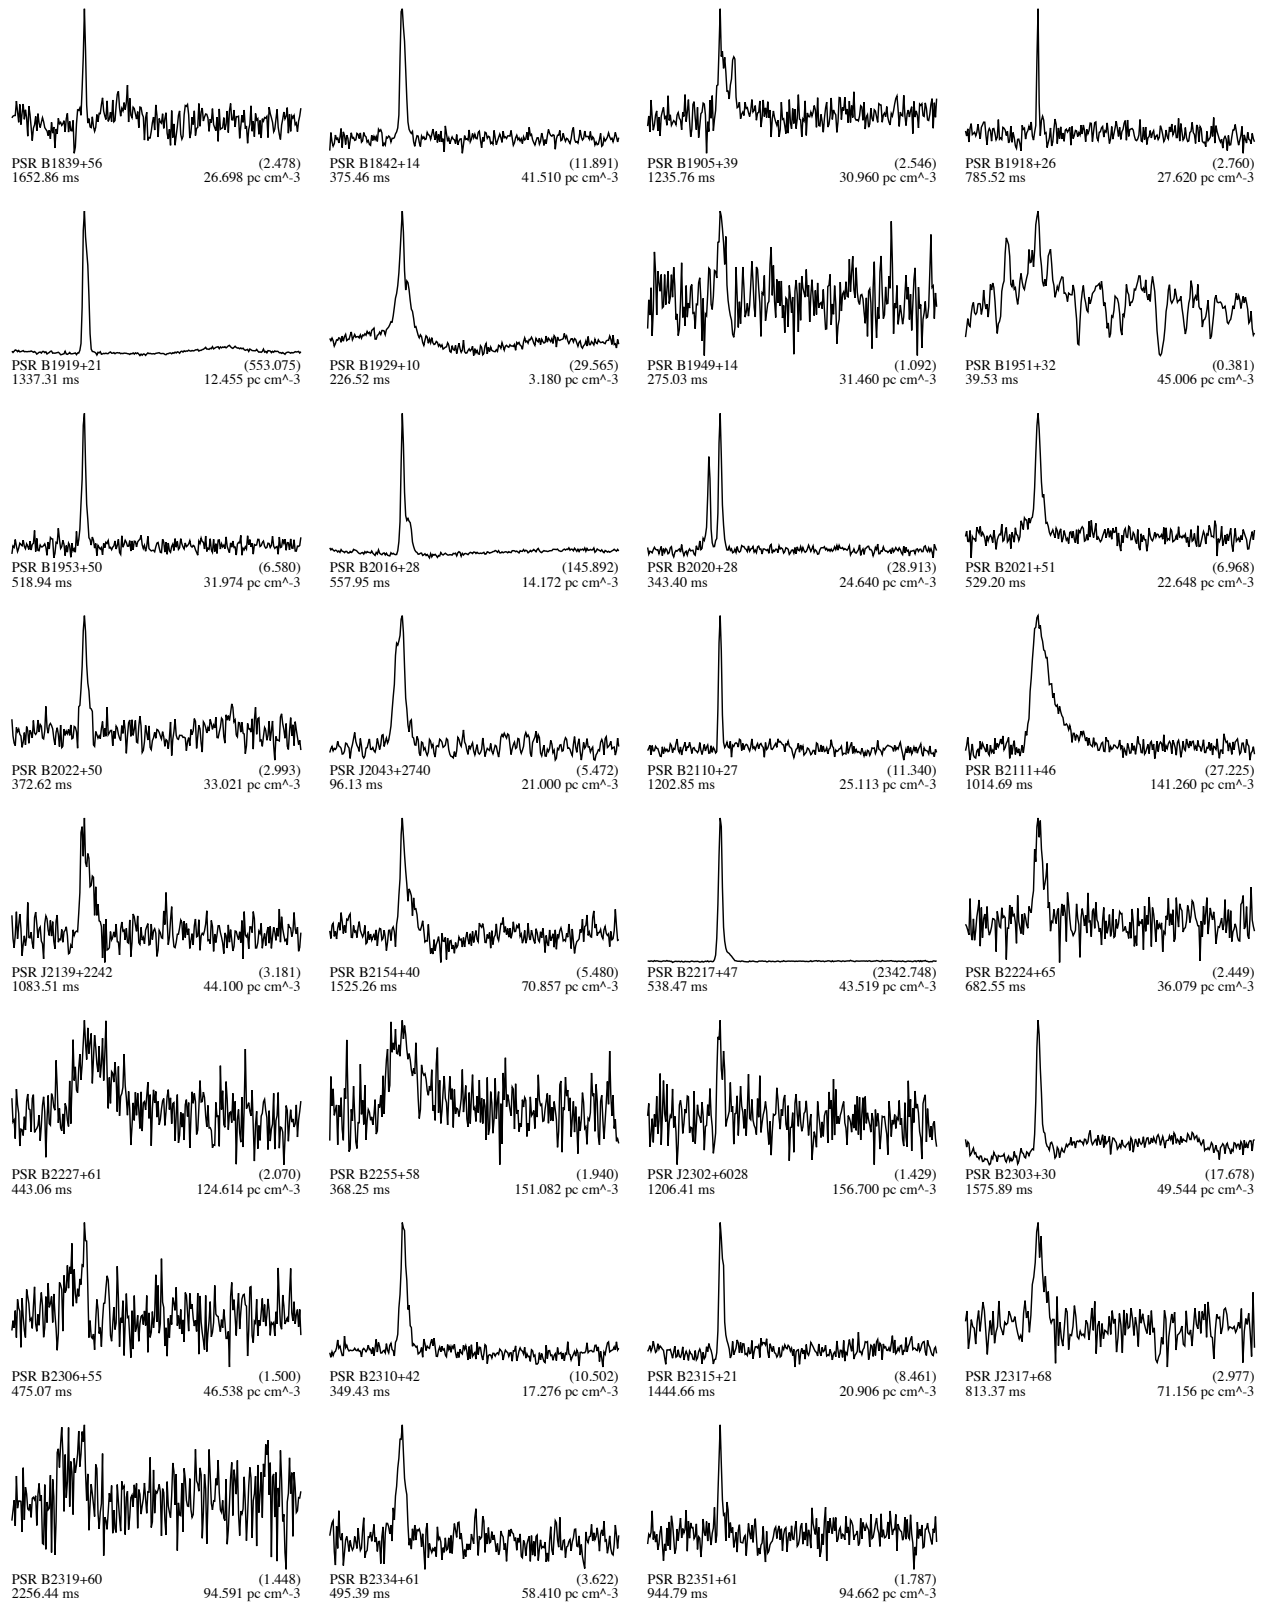 PSR B1839+56 (2.478)
1652.86 ms 26.698 pc cm^-3
PSR B1842+14 (11.891)
375.46 ms 41.510 pc cm^-3
PSR B1905+39 (2.546)
1235.76 ms 30.960 pc cm^-3
PSR B1918+26 (2.760)
785.52 ms 27.620 pc cm^-3
PSR B1919+21 (553.075)
1337.31 ms 12.455 pc cm^-3
PSR B1929+10 (29.565)
226.52 ms 3.180 pc cm^-3
PSR B1949+14 (1.092)
275.03 ms 31.460 pc cm^-3
PSR B1951+32 (0.381)
39.53 ms 45.006 pc cm^-3
PSR B1953+50 (6.580)
518.94 ms 31.974 pc cm^-3
PSR B2016+28 (145.892)
557.95 ms 14.172 pc cm^-3
PSR B2020+28 (28.913)
343.40 ms 24.640 pc cm^-3
PSR B2021+51 (6.968)
529.20 ms 22.648 pc cm^-3
PSR B2022+50 (2.993)
372.62 ms 33.021 pc cm^-3
PSR J2043+2740 (5.472)
96.13 ms 21.000 pc cm^-3
PSR B2110+27 (11.340)
1202.85 ms 25.113 pc cm^-3
PSR B2111+46 (27.225)
1014.69 ms 141.260 pc cm^-3
PSR J2139+2242 (3.181)
1083.51 ms 44.100 pc cm^-3
PSR B2154+40 (5.480)
1525.26 ms 70.857 pc cm^-3
PSR B2217+47 (2342.748)
538.47 ms 43.519 pc cm^-3
PSR B2224+65 (2.449)
682.55 ms 36.079 pc cm^-3
PSR B2227+61 (2.070)
443.06 ms 124.614 pc cm^-3
PSR B2255+58 (1.940)
368.25 ms 151.082 pc cm^-3
PSR J2302+6028 (1.429)
1206.41 ms 156.700 pc cm^-3
PSR B2303+30 (17.678)
1575.89 ms 49.544 pc cm^-3
PSR B2306+55 (1.500)
475.07 ms 46.538 pc cm^-3
PSR B2310+42 (10.502)
349.43 ms 17.276 pc cm^-3
PSR B2315+21 (8.461)
1444.66 ms 20.906 pc cm^-3
PSR J2317+68 (2.977)
813.37 ms 71.156 pc cm^-3
PSR B2319+60 (1.448)
2256.44 ms 94.591 pc cm^-3
PSR B2334+61 (3.622)
495.39 ms 58.410 pc cm^-3
PSR B2351+61 (1.787)
944.79 ms 94.662 pc cm^-3